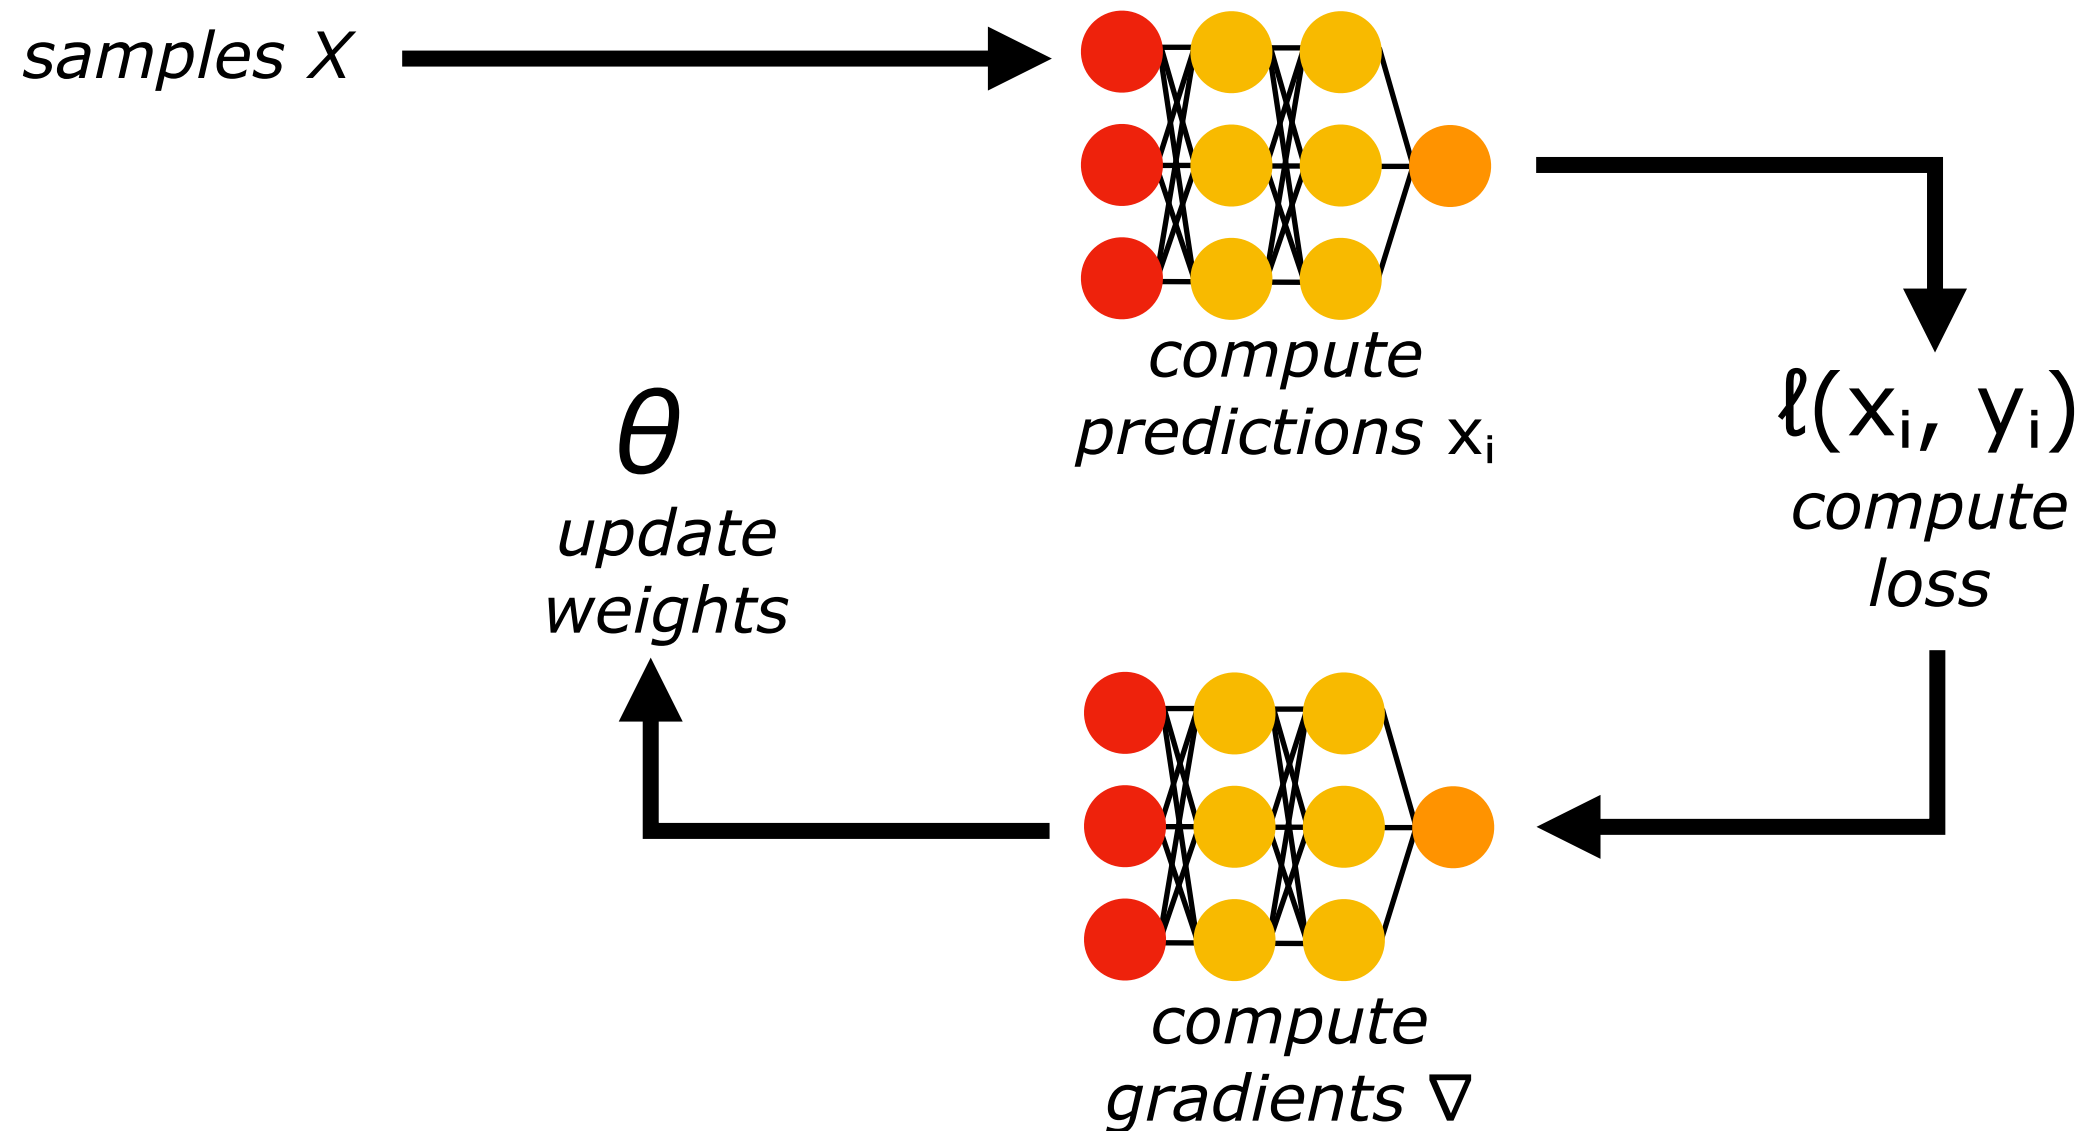 samples X
compute
predictions xᵢ
ℓ(xᵢ, yᵢ)
compute
loss
compute
gradients ∇
θ
update
weights